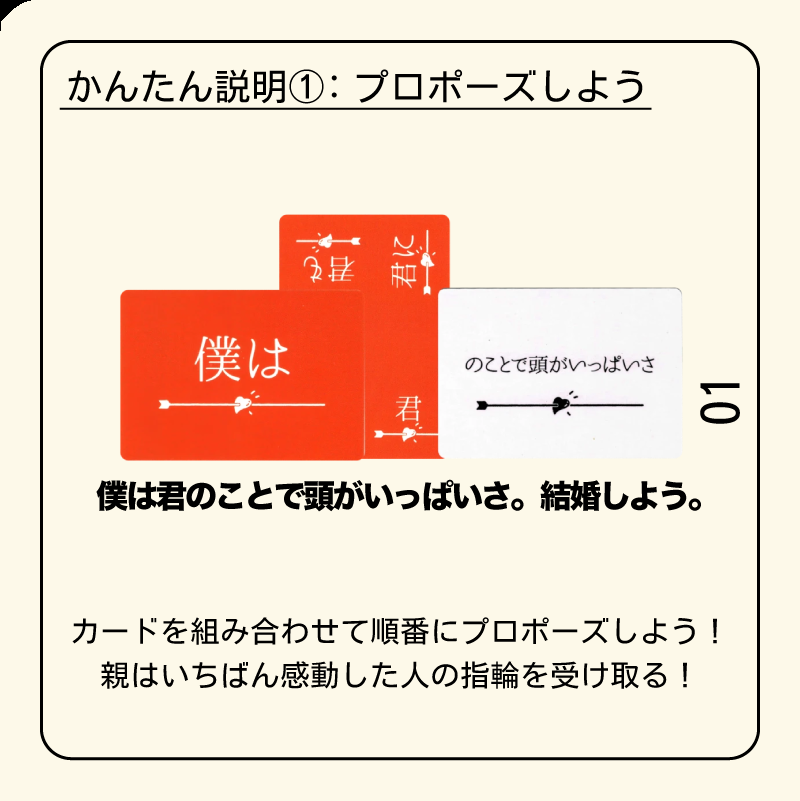 かんたん説明①：プロポーズしよう
君を
君に
僕は
君
のことで頭がいっぱいさ
01
僕は君のことで頭がいっぱいさ。結婚しよう。
カードを組み合わせて順番にプロポーズしよう！
親はいちばん感動した人の指輪を受け取る！